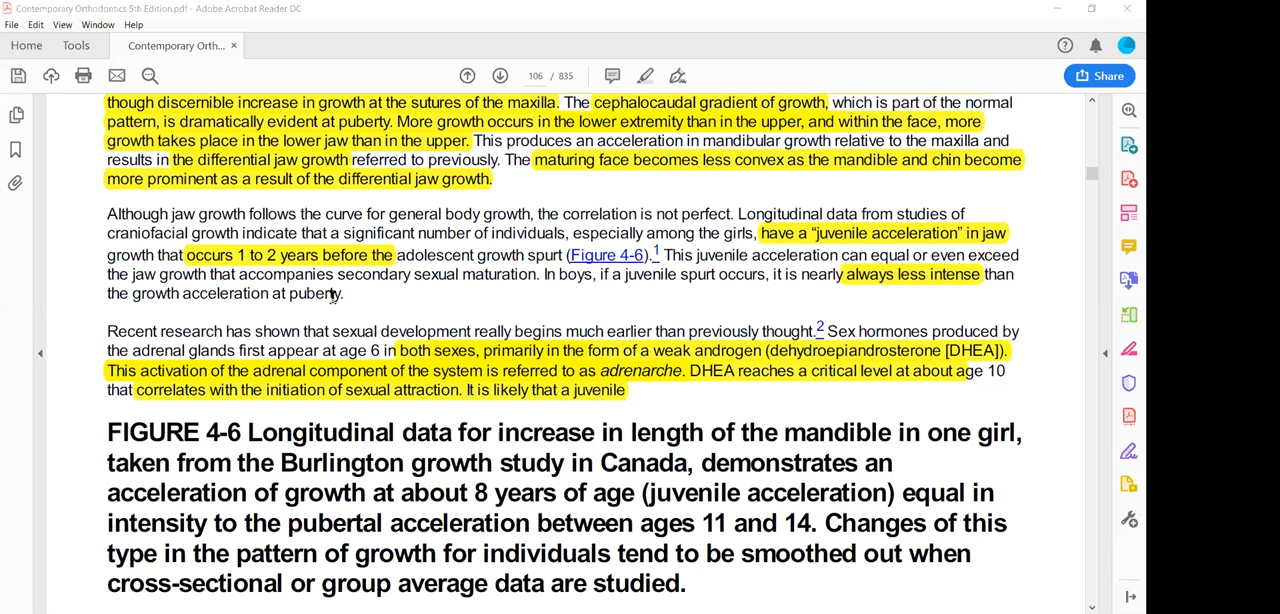 Contemporary Orthodontics 5th Edition.pdf - Adobe Acrobat Reader DC
File Edit View Window Help
Home Tools Contemporary Orth... ×
106 / 835 Share
though discernible increase in growth at the sutures of the maxilla. The cephalocaudal gradient of growth, which is part of the normal
pattern, is dramatically evident at puberty. More growth occurs in the lower extremity than in the upper, and within the face, more
growth takes place in the lower jaw than in the upper. This produces an acceleration in mandibular growth relative to the maxilla and
results in the differential jaw growth referred to previously. The maturing face becomes less convex as the mandible and chin become
more prominent as a result of the differential jaw growth.
Although jaw growth follows the curve for general body growth, the correlation is not perfect. Longitudinal data from studies of
craniofacial growth indicate that a significant number of individuals, especially among the girls, have a “juvenile acceleration” in jaw
growth that occurs 1 to 2 years before the adolescent growth spurt (Figure 4-6).1 This juvenile acceleration can equal or even exceed
the jaw growth that accompanies secondary sexual maturation. In boys, if a juvenile spurt occurs, it is nearly always less intense than
the growth acceleration at puberty.
Recent research has shown that sexual development really begins much earlier than previously thought.2 Sex hormones produced by
the adrenal glands first appear at age 6 in both sexes, primarily in the form of a weak androgen (dehydroepiandrosterone [DHEA]).
This activation of the adrenal component of the system is referred to as adrenarche. DHEA reaches a critical level at about age 10
that correlates with the initiation of sexual attraction. It is likely that a juvenile
FIGURE 4-6 Longitudinal data for increase in length of the mandible in one girl,
taken from the Burlington growth study in Canada, demonstrates an
acceleration of growth at about 8 years of age (juvenile acceleration) equal in
intensity to the pubertal acceleration between ages 11 and 14. Changes of this
type in the pattern of growth for individuals tend to be smoothed out when
cross-sectional or group average data are studied.